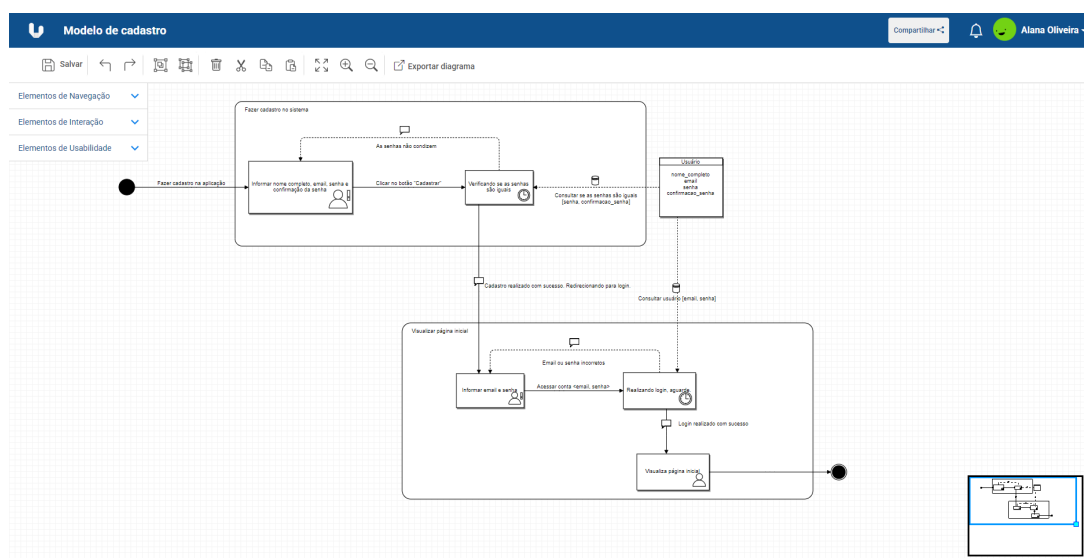 Modelo de cadastro
Compartilhar
Alana Oliveira
Salvar
Exportar diagrama
Elementos de Navegação
Elementos de Interação
Elementos de Usabilidade
Fazer cadastro no sistema
As senhas não condizem
Fazer cadastro na aplicação
Informar nome completo, email, senha e
confirmação da senha
Clicar no botão "Cadastrar"
Verificando se as senhas
são iguais
Consultar se as senhas são iguais
[senha, confirmacao_senha]
Usuário
nome_completo
email
senha
confirmacao_senha
Cadastro realizado com sucesso. Redirecionando para login.
Consultar usuário [email, senha]
Visualizar página inicial
Email ou senha incorretos
Informar email e senha
Acessar conta <email, senha>
Realizando login, aguarde
Login realizado com sucesso
Visualiza página inicial